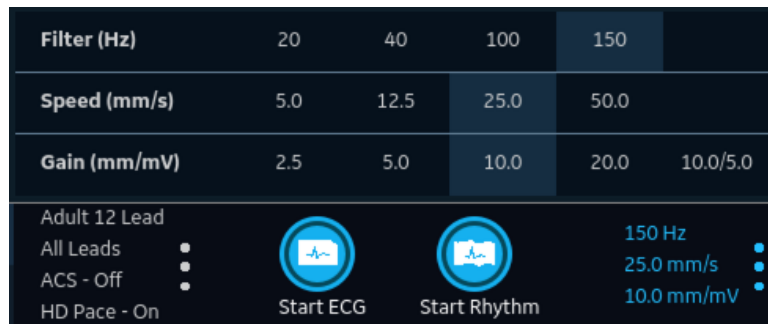 Filter (Hz) 20 40 100 150
Speed (mm/s) 5.0 12.5 25.0 50.0
Gain (mm/mV) 2.5 5.0 10.0 20.0 10.0/5.0
Adult 12 Lead
All Leads
ACS - Off
HD Pace - On
Start ECG
Start Rhythm
150 Hz
25.0 mm/s
10.0 mm/mV